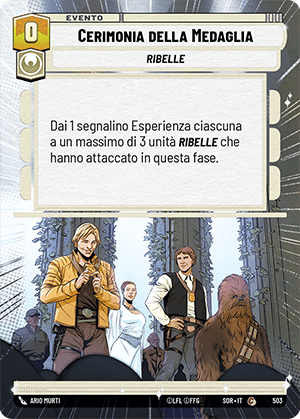 EVENTO
0
CERIMONIA DELLA MEDAGLIA
RIBELLE
Dai 1 segnalino Esperienza ciascuna
a un massimo di 3 unità RIBELLE che
hanno attaccato in questa fase.
ARIO MURTI
©LFL ©FFG
SOR • IT
C
503